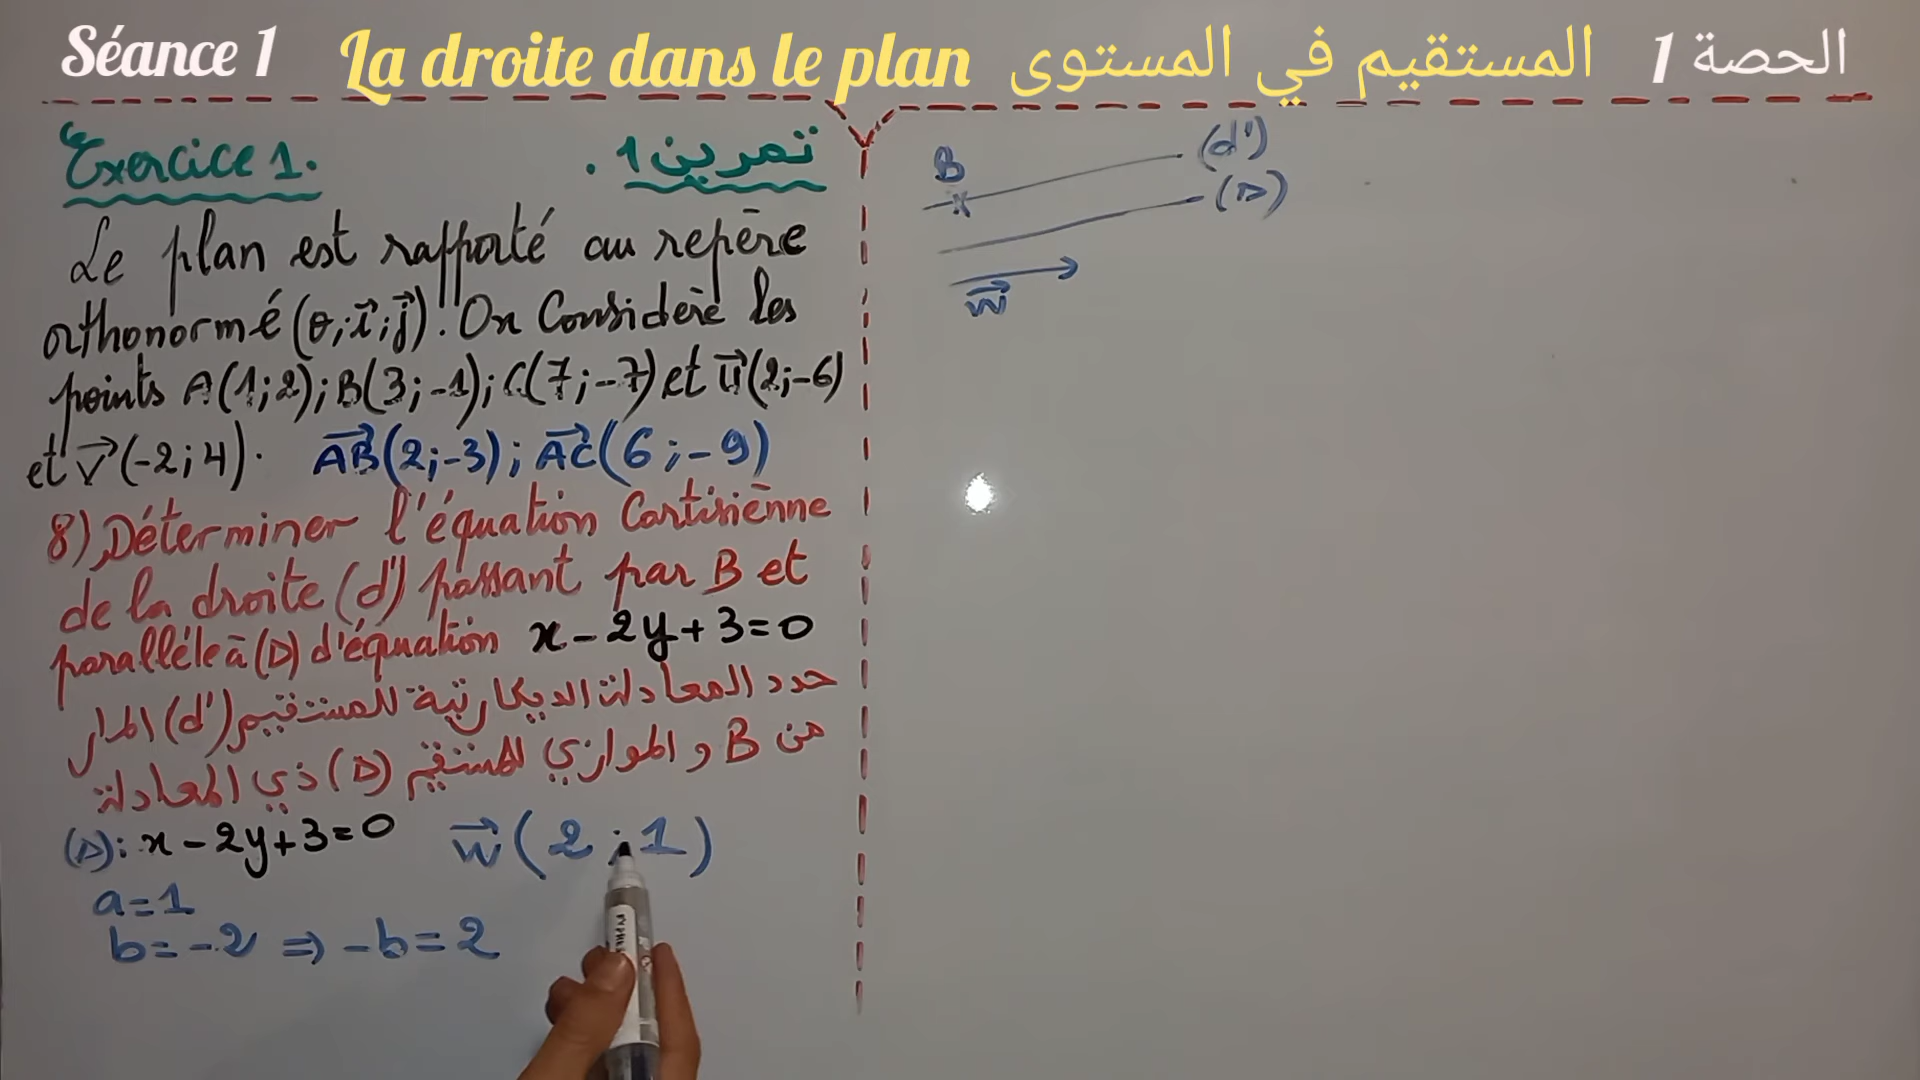 Séance 1 La droite dans le plan المستقيم في المستوى الحصة 1
Exercice 1. تمرين 1.
Le plan est rapporté au repère
orthonormé (o;i⃗;j⃗). On Considère les
points A(1;2); B(3;-1); C(7;-7) et u⃗(2;-6)
et v⃗(-2;4). AB⃗(2;-3); AC⃗(6;-9)
8) Déterminer l'équation Cartisiènne
de la droite (d') passant par B et
parallèle à (D) d'équation x-2y+3=0
حدد المعادلة الديكارتية للمستقيم (d') المار
من B و الموازي للمستقيم (D) ذي المعادلة
(D): x-2y+3=0 w⃗(2;1)
a=1
b=-2 ⇒ -b=2
B (d')
(D)
w⃗